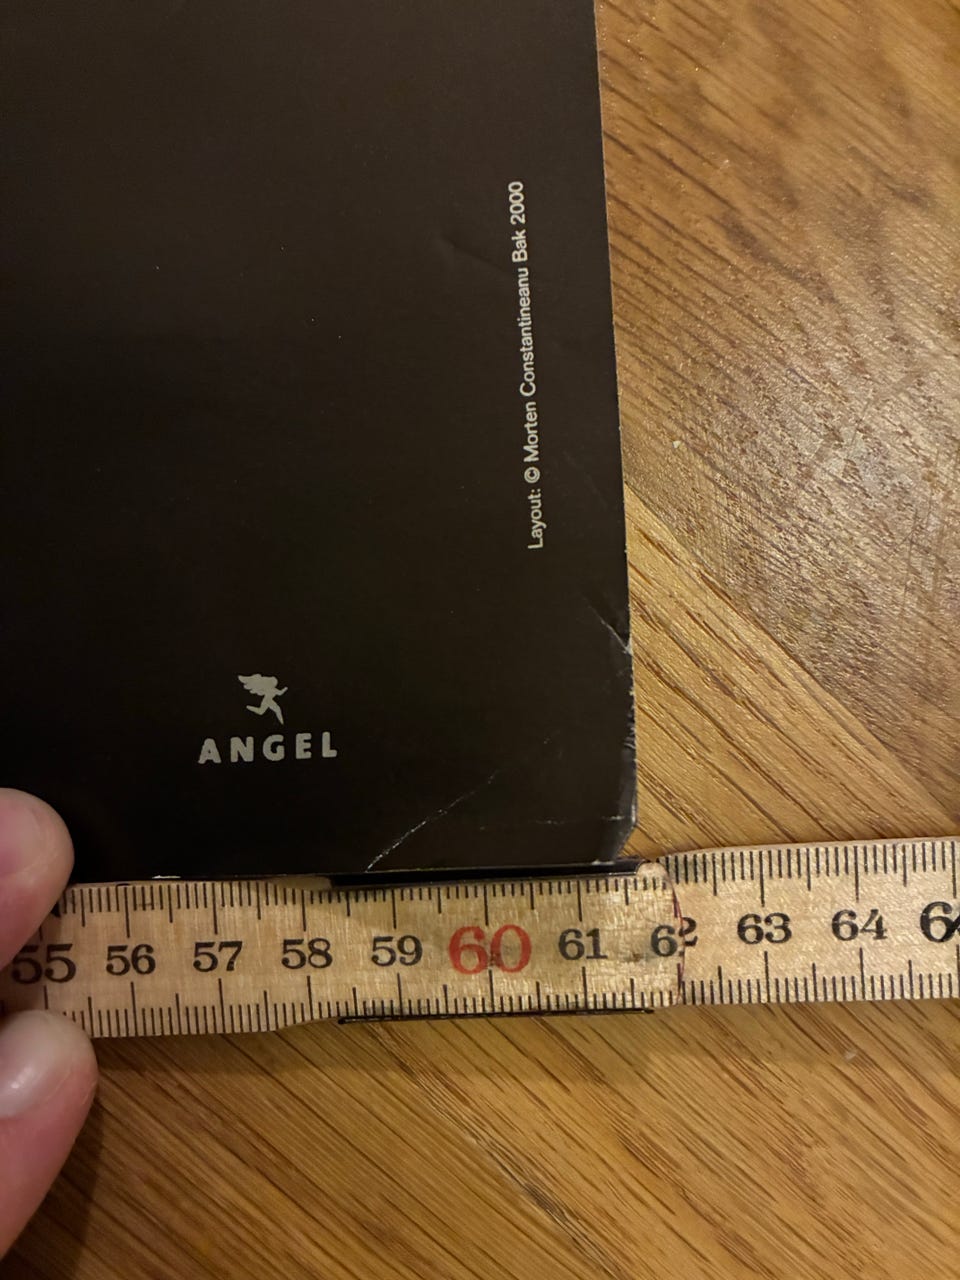 Layout: © Morten Constantineanu Bak 2000
ANGEL
55 56 57 58 59 60 61 62 63 64